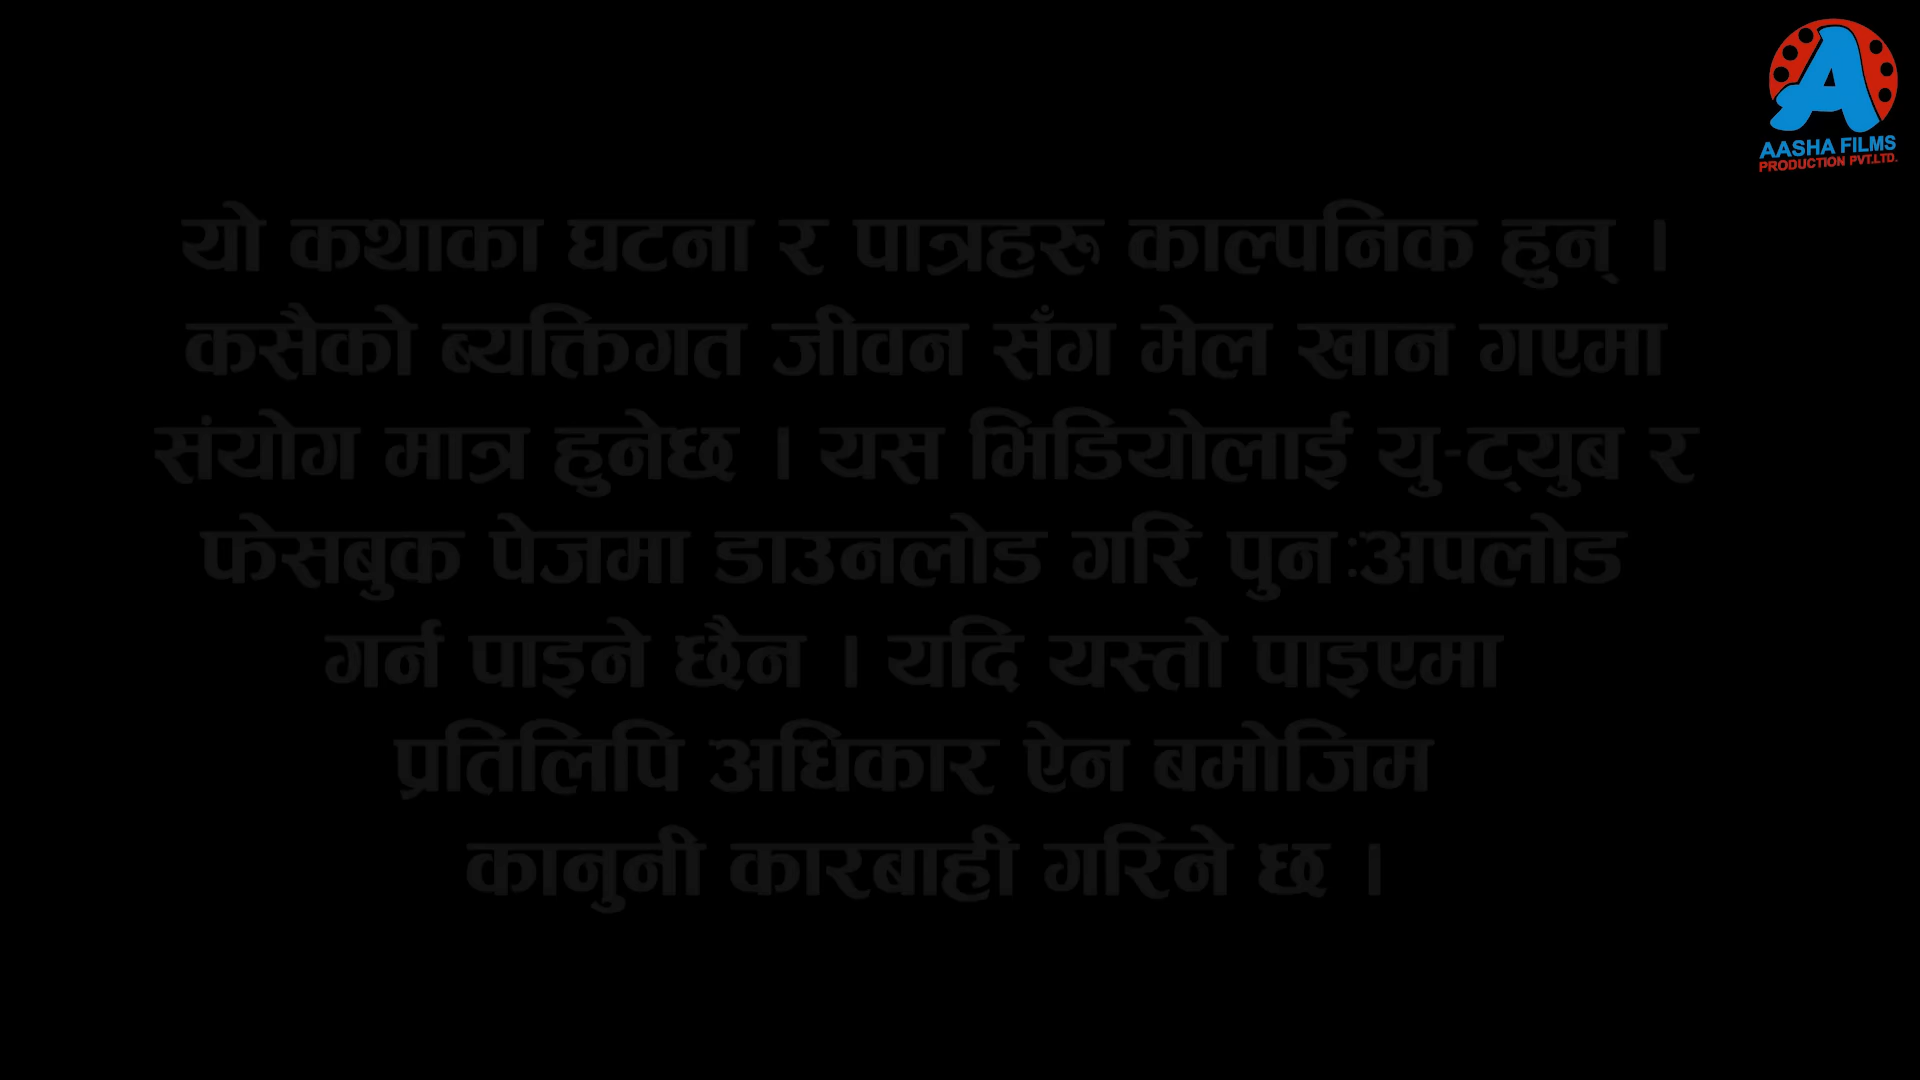 AASHA FILMS
PRODUCTION PVT.LTD.
यो कथाका घटना र पात्रहरु काल्पनिक हुन् ।
कसैको ब्यक्तिगत जीवन सँग मेल खान गएमा
संयोग मात्र हुनेछ । यस भिडियोलाई यु-ट्युब र
फेसबुक पेजमा डाउनलोड गरि पुनःअपलोड
गर्न पाइने छैन । यदि यस्तो पाइएमा
प्रतिलिपि अधिकार ऐन बमोजिम
कानुनी कारबाही गरिने छ ।